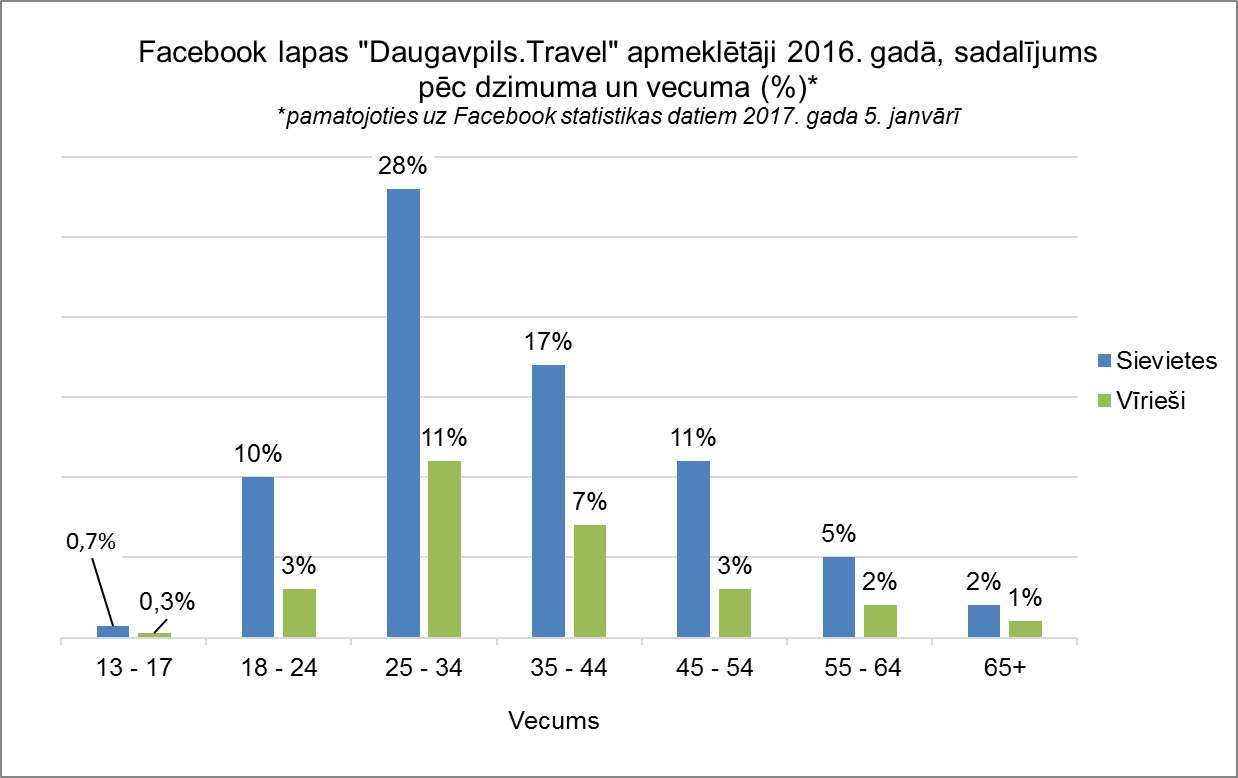 Facebook lapas "Daugavpils.Travel" apmeklētāji 2016. gadā, sadalījums
pēc dzimuma un vecuma (%)*
*pamatojoties uz Facebook statistikas datiem 2017. gada 5. janvārī
28%
17%
10%
11%
11%
7%
0,7%
0,3%
3%
3%
5%
2%
2%
1%
Sievietes
Vīrieši
13 - 17
18 - 24
25 - 34
35 - 44
45 - 54
55 - 64
65+
Vecums